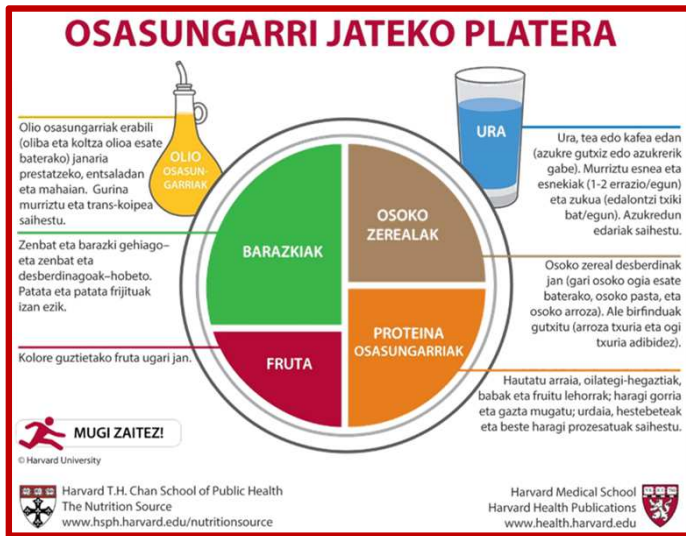 OSASUNGARRI JATEKO PLATERA
Olio osasungarriak erabili
(oliba eta koltza olioa esate
baterako) janaria
prestatzeko, entsaladan
eta mahaian. Gurina
murriztu eta trans-koipea
saihestu.
OLIO
OSASUN-
GARRIAK
URA
Ura, tea edo kafea edan
(azukre gutxiz edo azukrerik
gabe). Murriztu esnea eta
esnekiak (1-2 errazio/egun)
eta zukua (edalontzi txiki
bat/egun). Azukredun
edariak saihestu.
Zenbat eta barazki gehiago–
eta zenbat eta
desberdinagoak–hobeto.
Patata eta patata frijituak
izan ezik.
BARAZKIAK
OSOKO
ZEREALAK
Osoko zereal desberdinak
jan (gari osoko ogia esate
baterako, osoko pasta, eta
osoko arroza). Ale birfinduak
gutxitu (arroza txuria eta ogi
txuria adibidez).
Kolore guztietako fruta ugari jan.
FRUTA
PROTEINA
OSASUNGARRIAK
Hautatu arraia, oilategi-hegaztiak,
babak eta fruitu lehorrak; haragi gorria
eta gazta mugatu; urdaia, hestebeteak
eta beste haragi prozesatuak saihestu.
MUGI ZAITEZ!
© Harvard University
Harvard T.H. Chan School of Public Health
The Nutrition Source
www.hsph.harvard.edu/nutritionsource
Harvard Medical School
Harvard Health Publications
www.health.harvard.edu